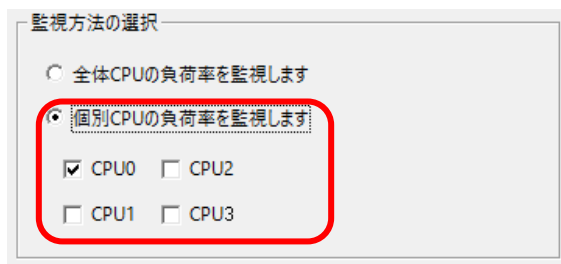 監視方法の選択
全体CPUの負荷率を監視します
個別CPUの負荷率を監視します
CPU0 CPU2
CPU1 CPU3